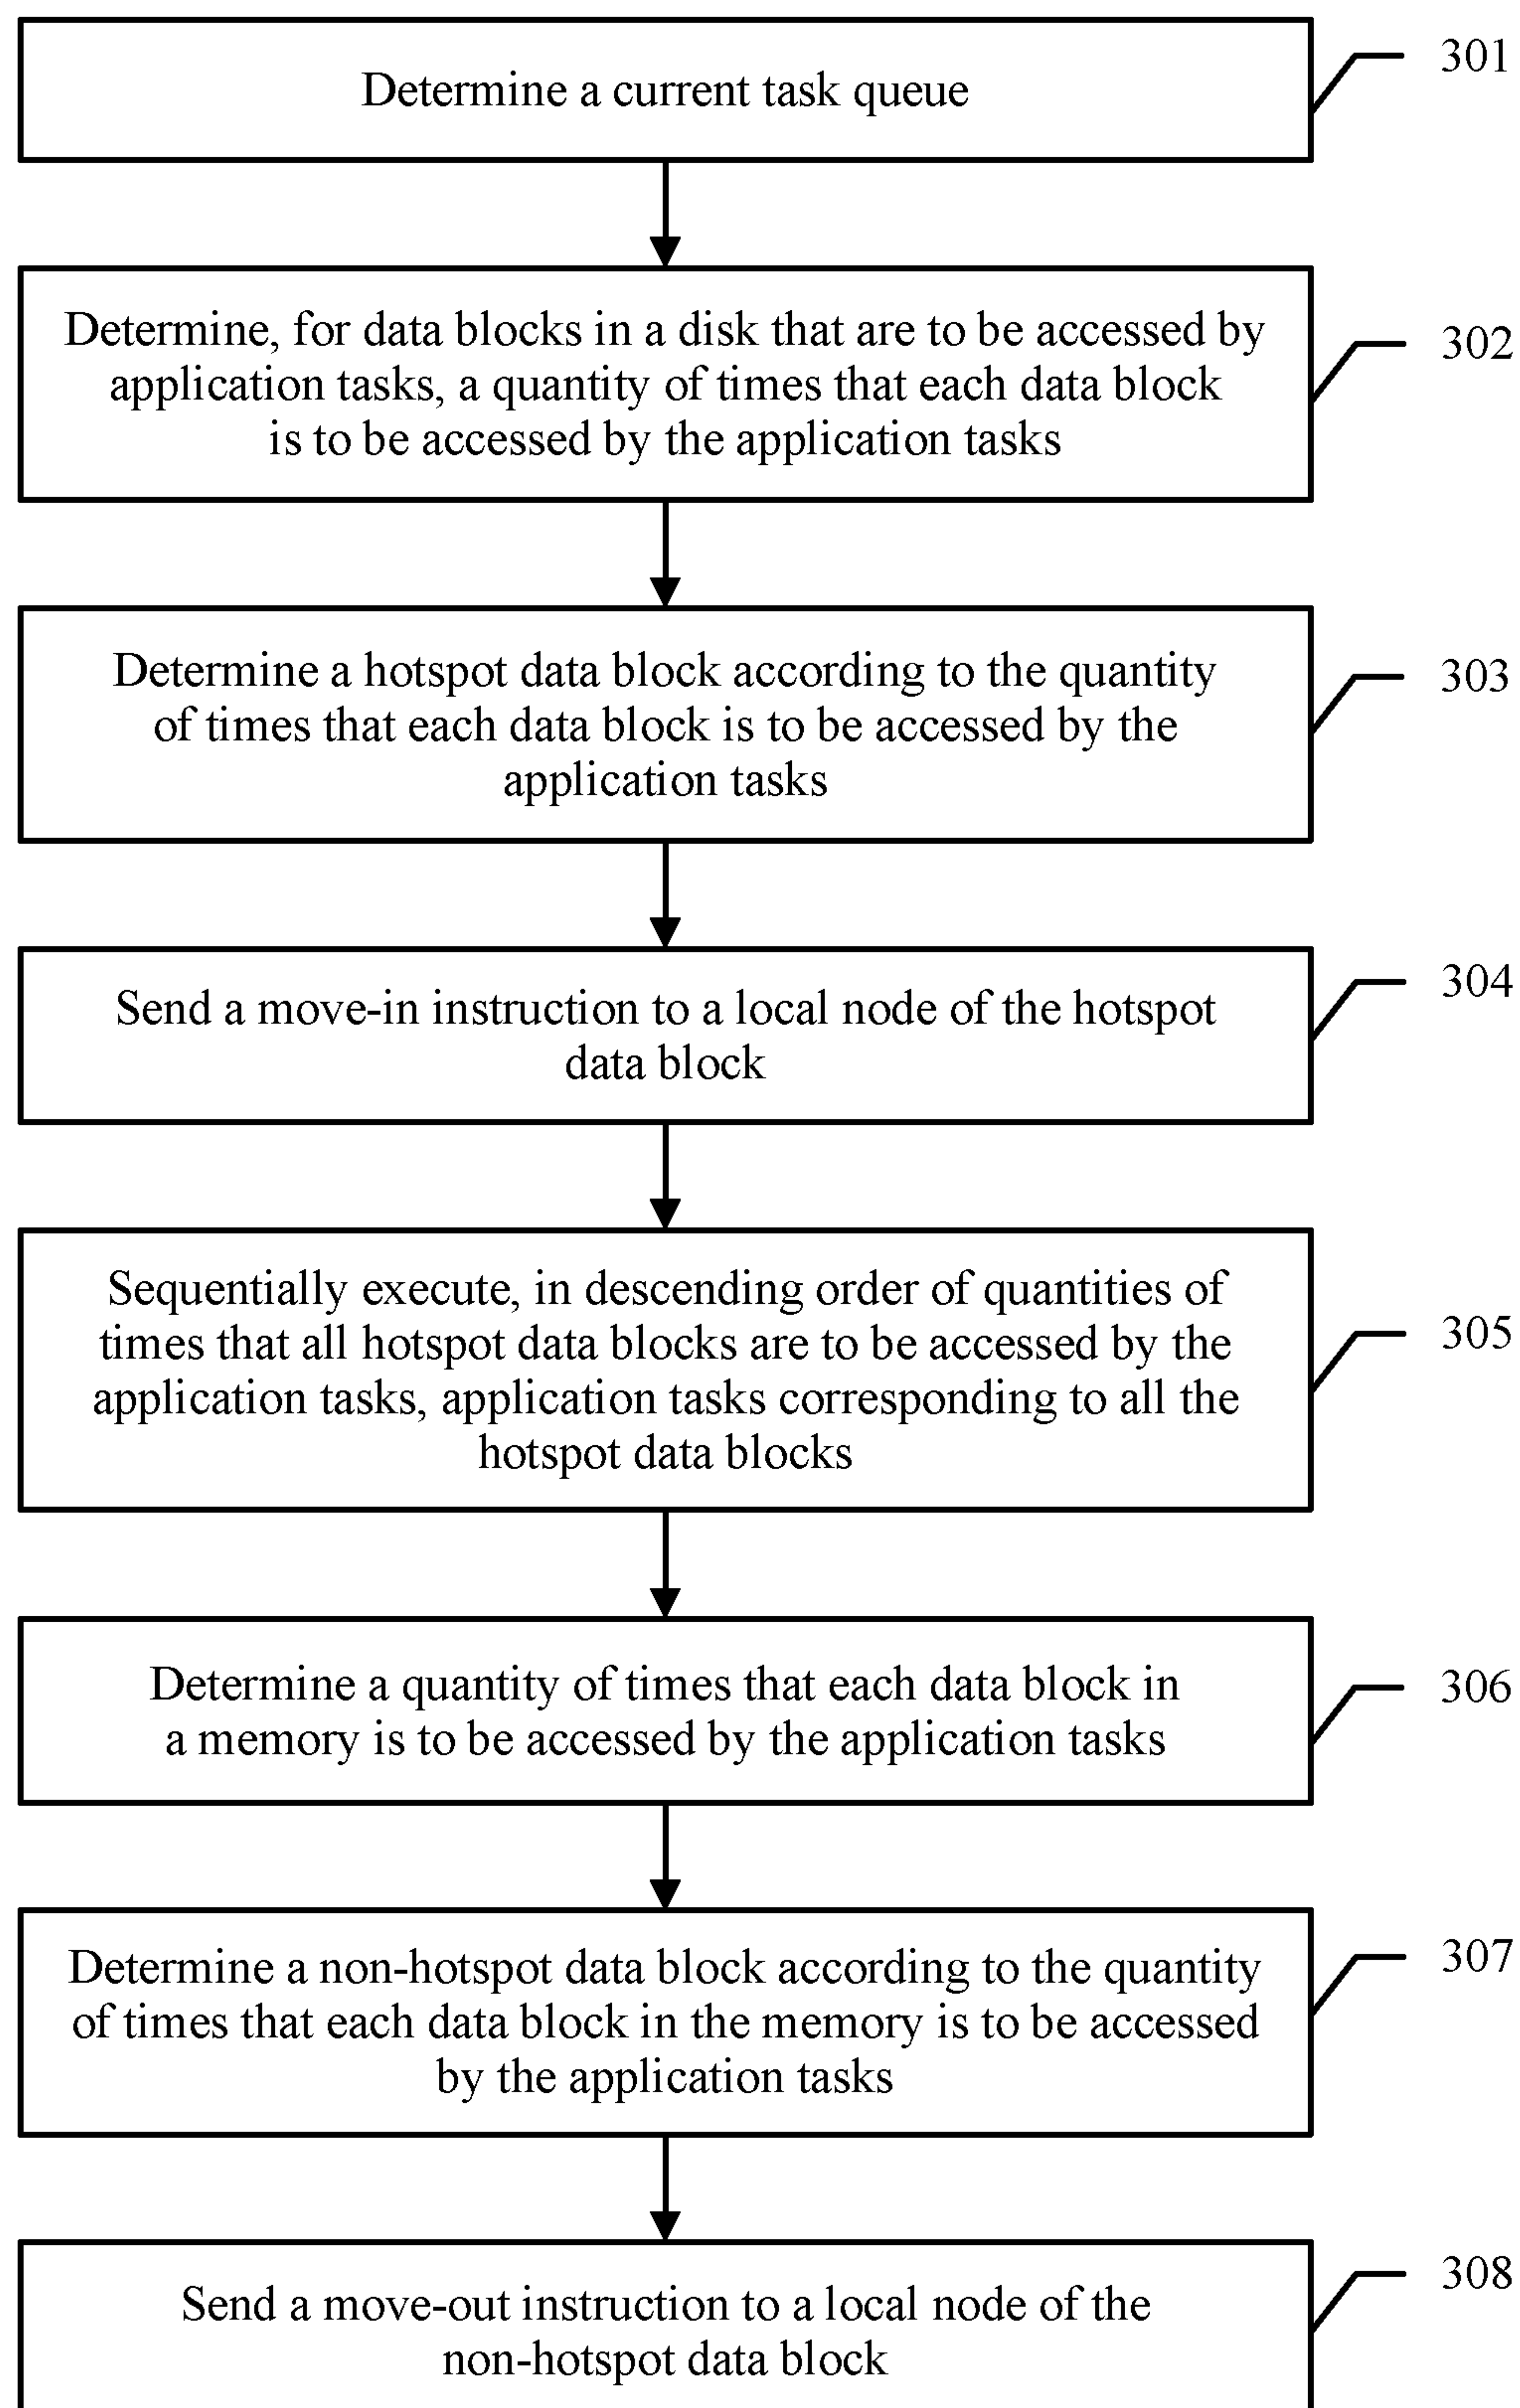 Determine a current task queue
301
Determine, for data blocks in a disk that are to be accessed by
application tasks, a quantity of times that each data block
is to be accessed by the application tasks
302
Determine a hotspot data block according to the quantity
of times that each data block is to be accessed by the
application tasks
303
Send a move-in instruction to a local node of the hotspot
data block
304
Sequentially execute, in descending order of quantities of
times that all hotspot data blocks are to be accessed by the
application tasks, application tasks corresponding to all the
hotspot data blocks
305
Determine a quantity of times that each data block in
a memory is to be accessed by the application tasks
306
Determine a non-hotspot data block according to the quantity
of times that each data block in the memory is to be accessed
by the application tasks
307
Send a move-out instruction to a local node of the
non-hotspot data block
308